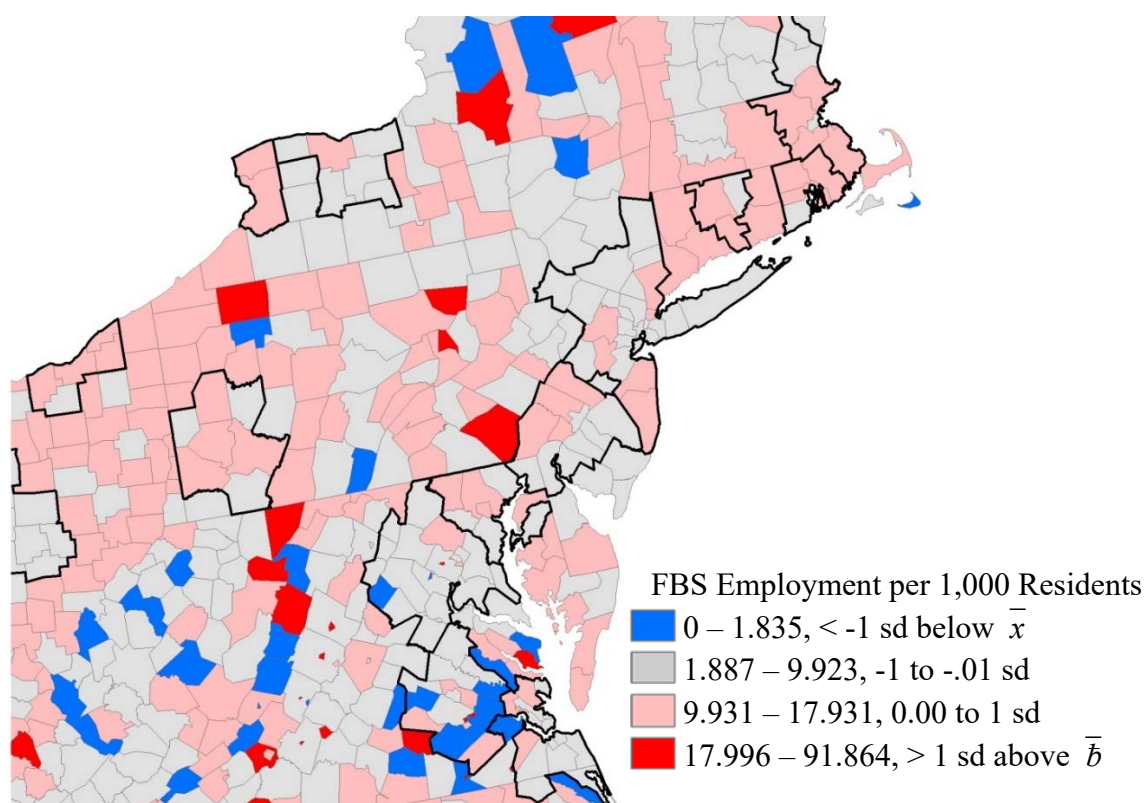 FBS Employment per 1,000 Residents
0 – 1.835, < -1 sd below x̅
1.887 – 9.923, -1 to -.01 sd
9.931 – 17.931, 0.00 to 1 sd
17.996 – 91.864, > 1 sd above b̅